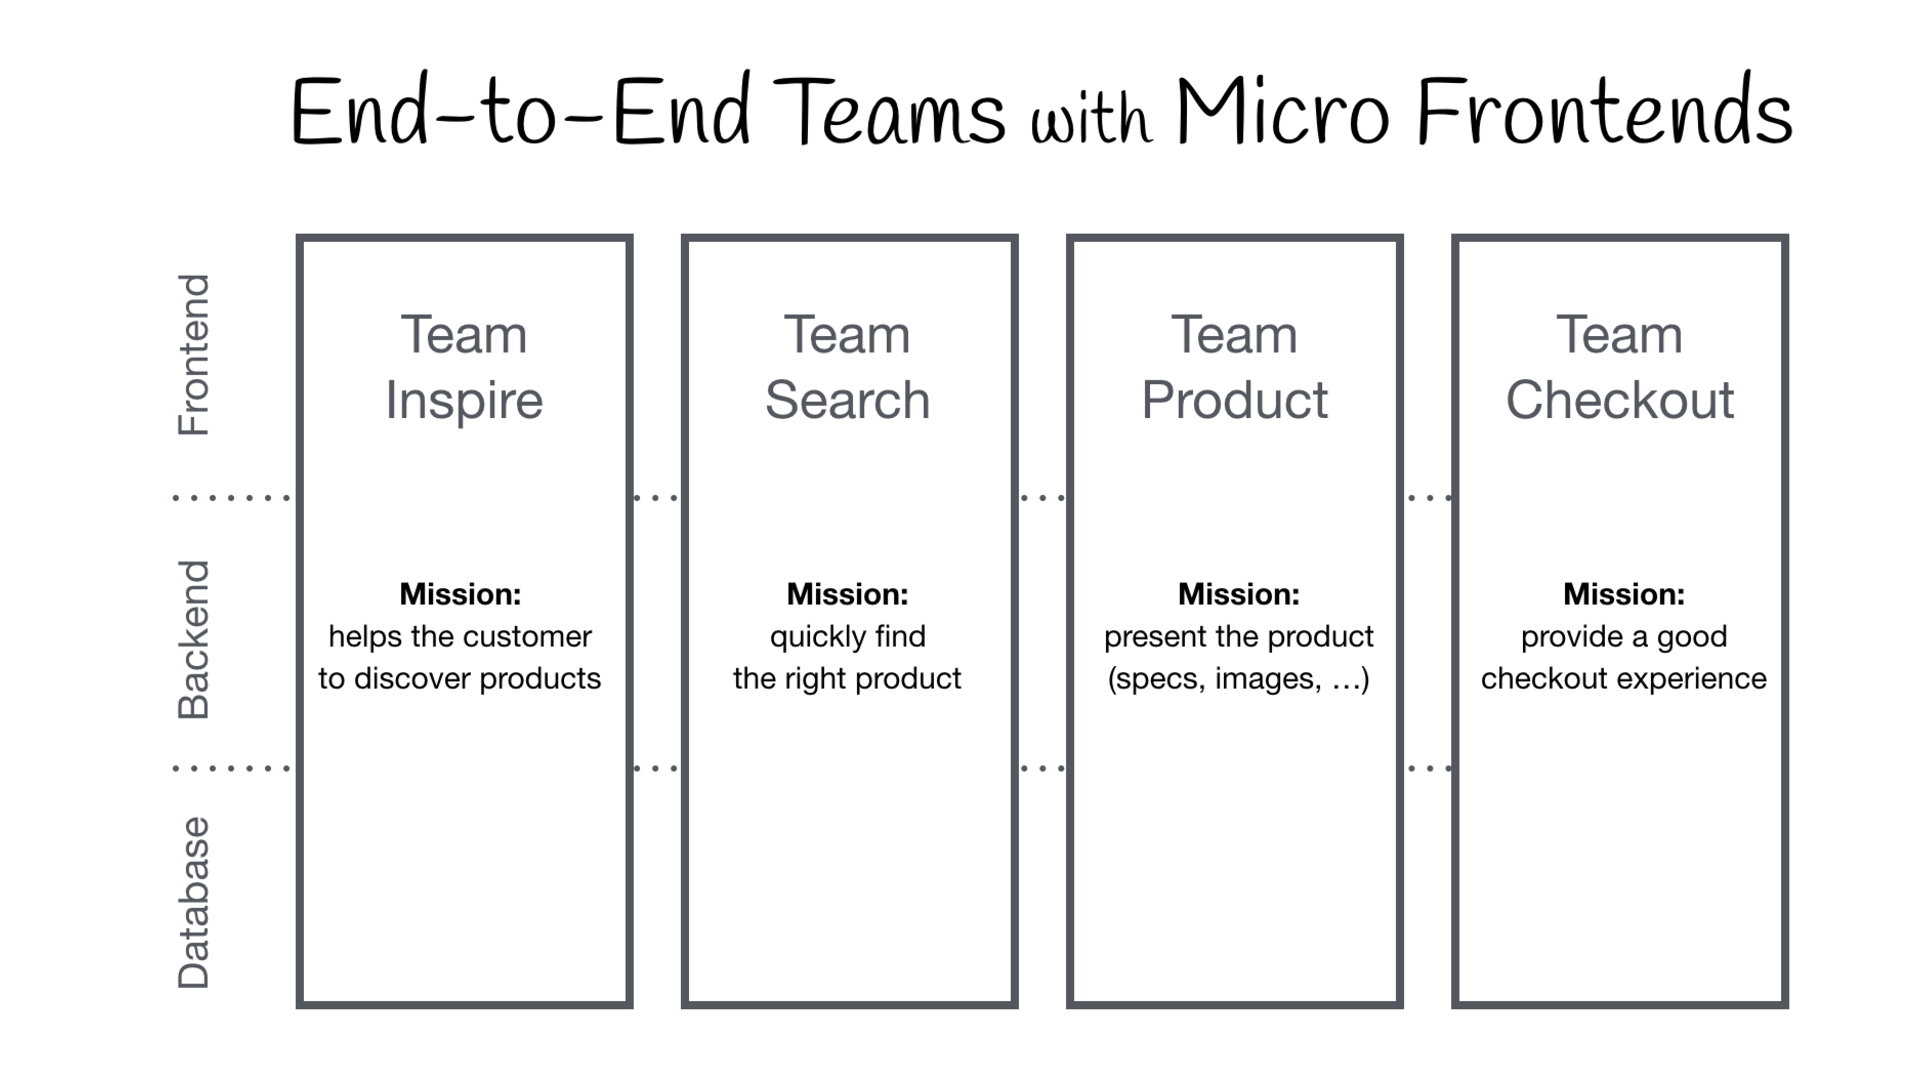 End-to-End Teams with Micro Frontends
Frontend
Backend
Database
Team
Inspire
Mission:
helps the customer
to discover products
Team
Search
Mission:
quickly find
the right product
Team
Product
Mission:
present the product
(specs, images, …)
Team
Checkout
Mission:
provide a good
checkout experience